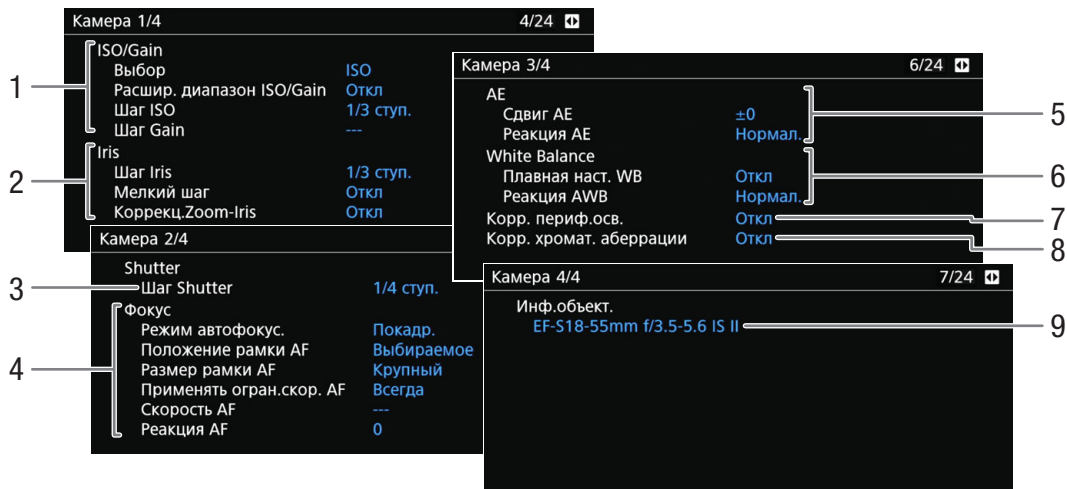 Камера 1/4 4/24
ISO/Gain
Выбор ISO
Расшир. диапазон ISO/Gain Откл
Шаг ISO 1/3 ступ.
Шаг Gain ---
1
Iris
Шаг Iris 1/3 ступ.
Мелкий шаг Откл
Коррекц.Zoom-Iris Откл
2
Камера 2/4
Shutter
Шаг Shutter 1/4 ступ.
3
Фокус
Режим автофокус. Покадр.
Положение рамки AF Выбираемое
Размер рамки AF Крупный
Применять огран.скор. AF Всегда
Скорость AF ---
Реакция AF 0
4
Камера 3/4 6/24
AE
Сдвиг AE ±0
Реакция AE Нормал.
5
White Balance
Плавная наст. WB Откл
Реакция AWB Нормал.
6
Корр. периф.осв. Откл
7
Корр. хромат. аберрации Откл
8
Камера 4/4 7/24
Инф.объект.
EF-S18-55mm f/3.5-5.6 IS II
9